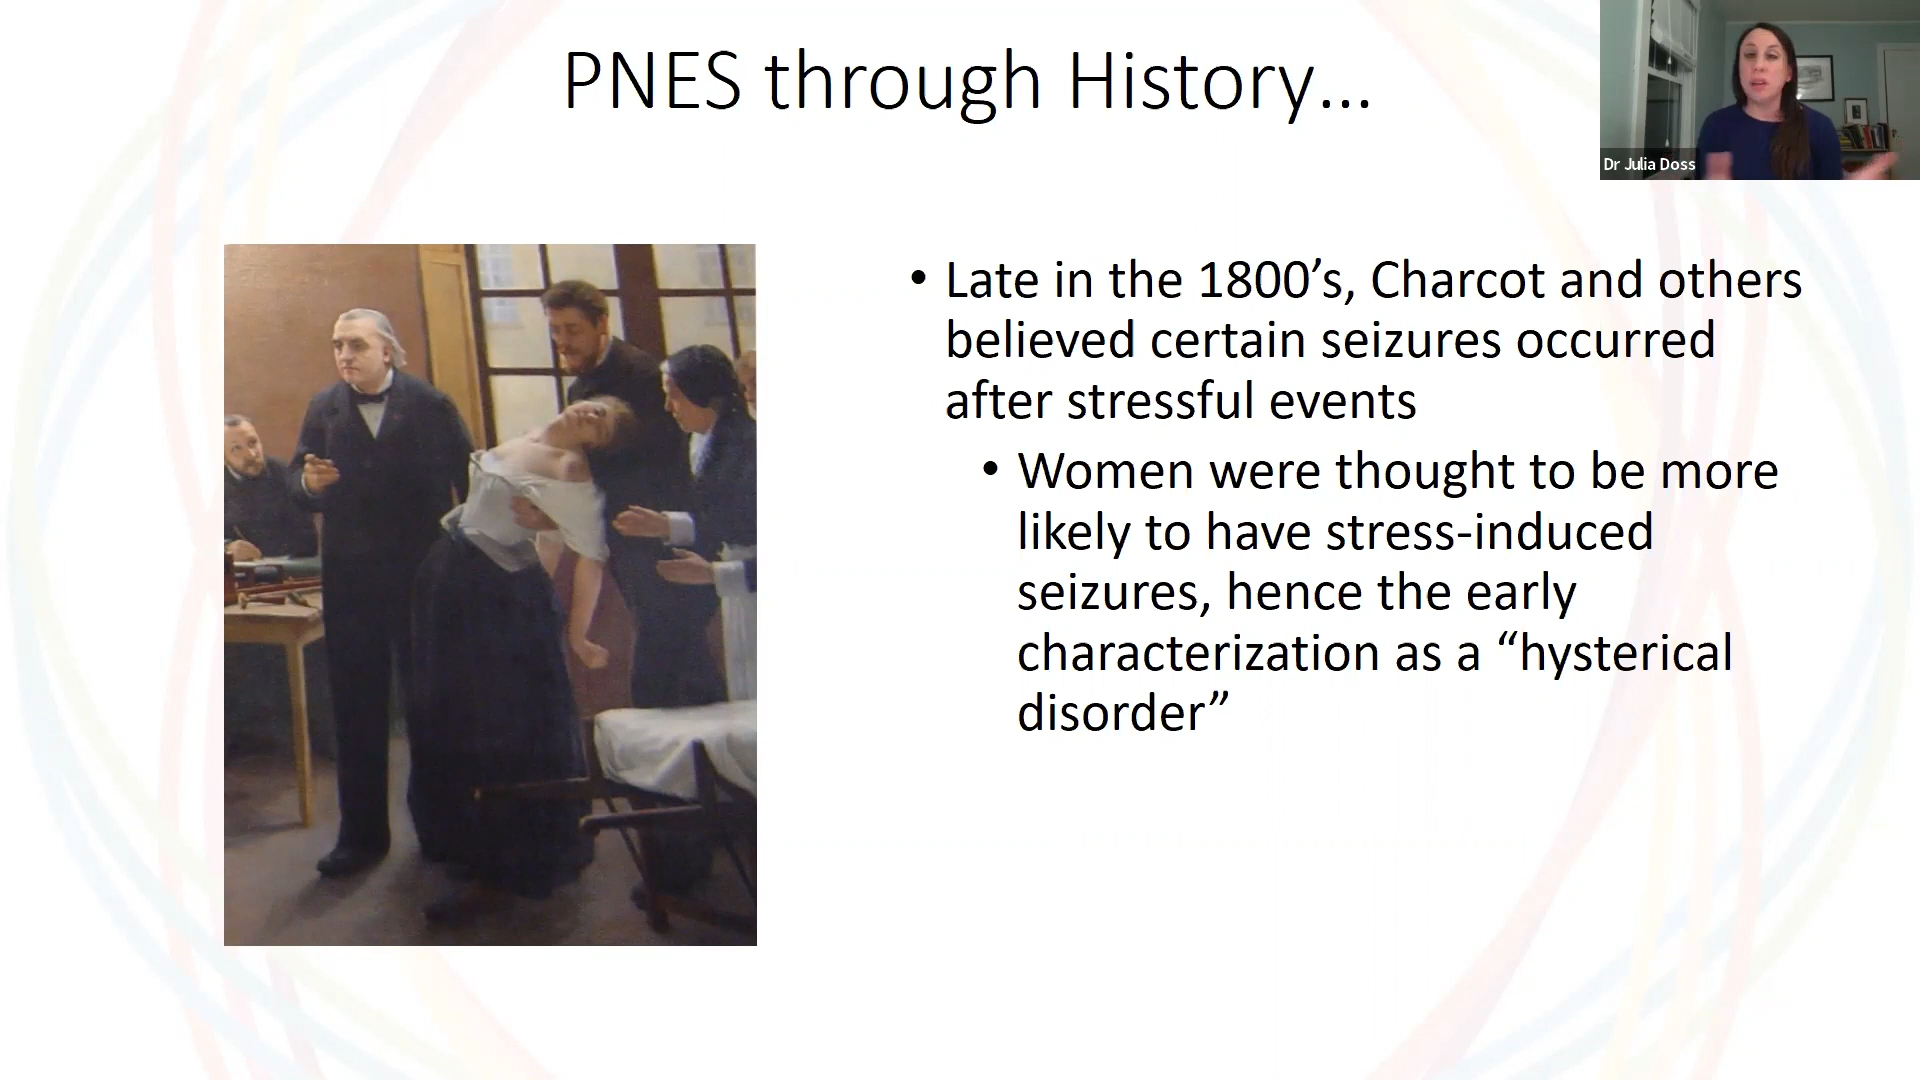 PNES through History...
Dr Julia Doss
• Late in the 1800’s, Charcot and others
believed certain seizures occurred
after stressful events
• Women were thought to be more
likely to have stress-induced
seizures, hence the early
characterization as a “hysterical
disorder”